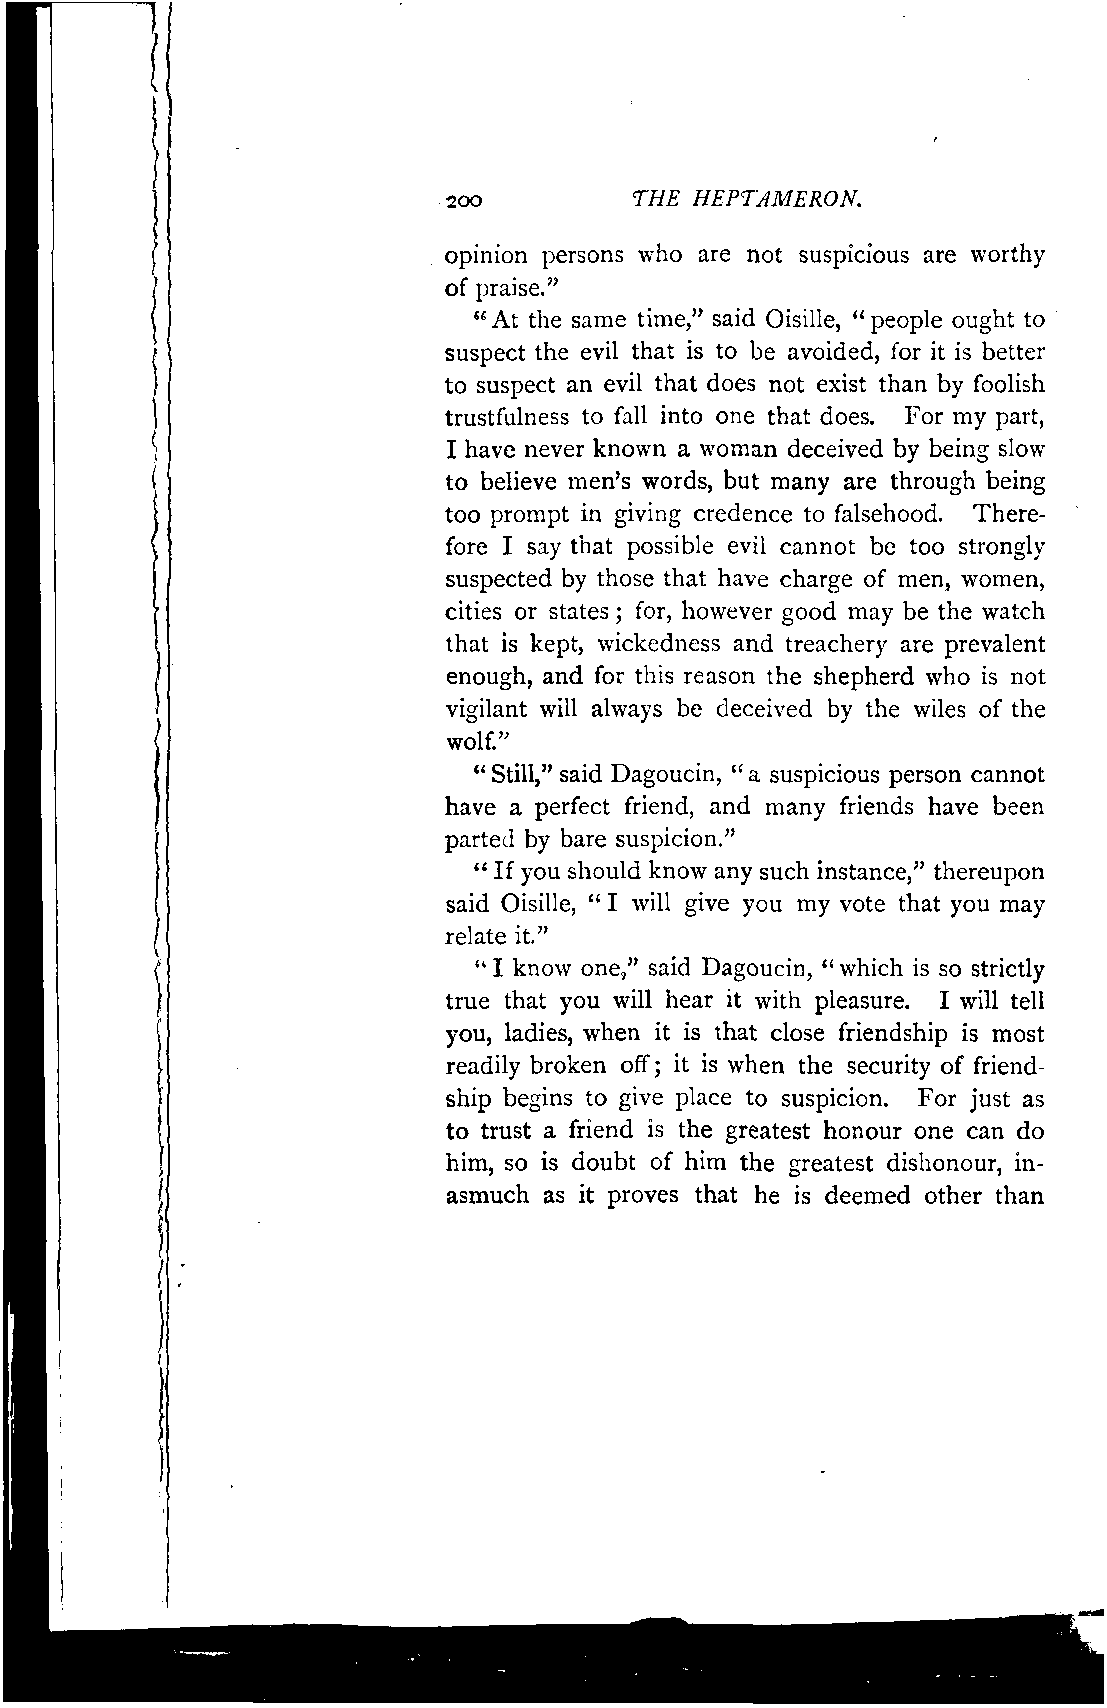 200 THE HEPTAMERON.
opinion persons who are not suspicious are worthy
of praise."
"At the same time," said Oisille, "people ought to
suspect the evil that is to be avoided, for it is better
to suspect an evil that does not exist than by foolish
trustfulness to fall into one that does. For my part,
I have never known a woman deceived by being slow
to believe men's words, but many are through being
too prompt in giving credence to falsehood. There-
fore I say that possible evil cannot be too strongly
suspected by those that have charge of men, women,
cities or states; for, however good may be the watch
that is kept, wickedness and treachery are prevalent
enough, and for this reason the shepherd who is not
vigilant will always be deceived by the wiles of the
wolf."
"Still," said Dagoucin, "a suspicious person cannot
have a perfect friend, and many friends have been
parted by bare suspicion."
"If you should know any such instance," thereupon
said Oisille, "I will give you my vote that you may
relate it."
"I know one," said Dagoucin, "which is so strictly
true that you will hear it with pleasure. I will tell
you, ladies, when it is that close friendship is most
readily broken off; it is when the security of friend-
ship begins to give place to suspicion. For just as
to trust a friend is the greatest honour one can do
him, so is doubt of him the greatest dishonour, in-
asmuch as it proves that he is deemed other than